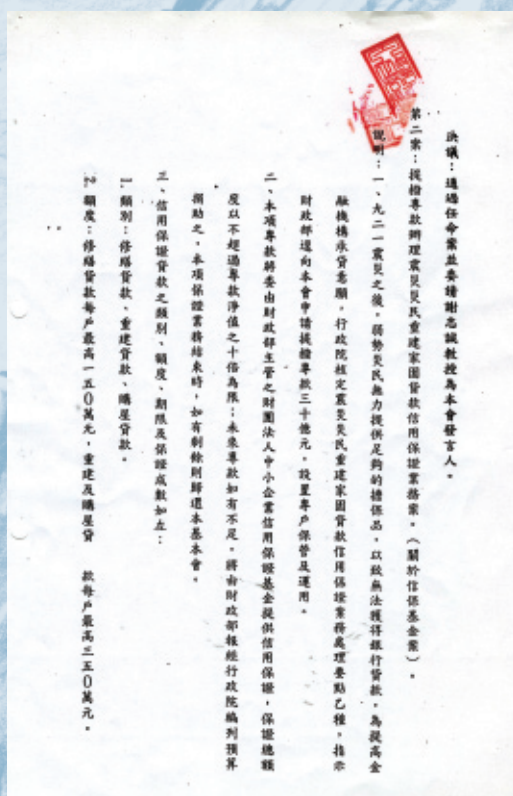 決議：通過任命案並委請謝志誠教授為本會發言人。
第二案：提撥專款辦理震災災民重建家園貸款信用保證業務案。（關於信保基金案）。
說明：一、九二一震災之後，弱勢災民無力提供足夠的擔保品，以致無法獲得銀行貸款，為提高金
融機構承貸意願，行政院核定震災災民重建家園貸款信用保證業務處理要點乙種，指示
財政部逕向本會申請提撥專款三十億元，設置專戶保管及運用。
二、本項專款將委由財政部主管之財團法人中小企業信用保證基金提供信用保證，保證總額
度以不超過專款淨值之十倍為限；未來專款如有不足，將由財政部報經行政院編列預算
捐助之，本項保證業務結束時，如有剩餘則歸還本基本會。
三、信用保證貸款之類別、額度、期限及保證成數如左：
1. 類別：修繕貸款、重建貸款、購屋貸款。
2. 額度：修繕貸款每戶最高一五０萬元，重建及購屋貸　款每戶最高三五０萬元。